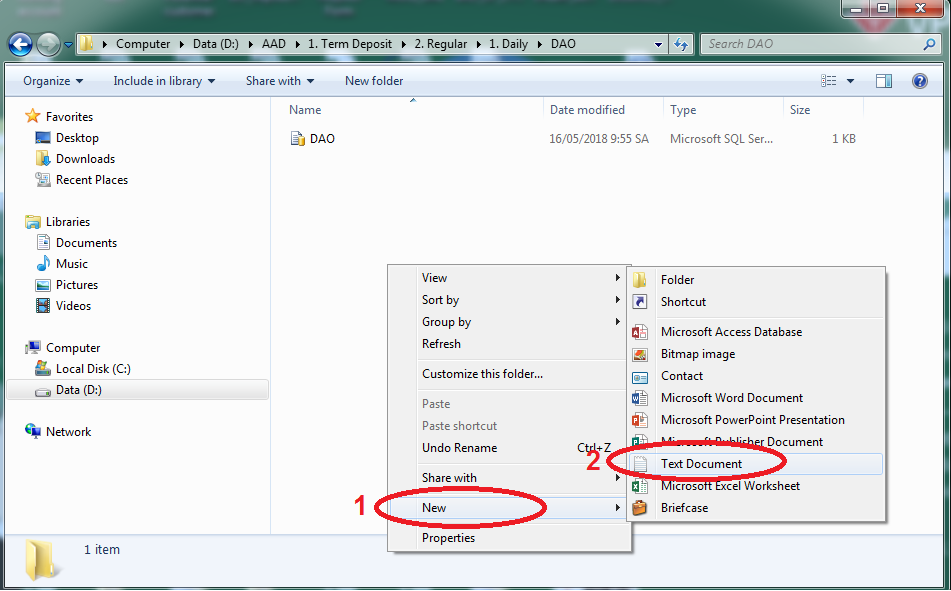 Computer Data (D:) AAD 1. Term Deposit 2. Regular 1. Daily DAO
Search DAO
Organize Include in library Share with New folder
Favorites
Desktop
Downloads
Recent Places
Libraries
Documents
Music
Pictures
Videos
Computer
Local Disk (C:)
Data (D:)
Network
Name Date modified Type Size
DAO 16/05/2018 9:55 SA Microsoft SQL Ser... 1 KB
View
Sort by
Group by
Refresh
Customize this folder...
Paste
Paste shortcut
Undo Rename Ctrl+Z
Share with
1 New
Properties
Folder
Shortcut
Microsoft Access Database
Bitmap image
Contact
Microsoft Word Document
Microsoft PowerPoint Presentation
Microsoft Publisher Document
2 Text Document
Microsoft Excel Worksheet
Briefcase
1 item